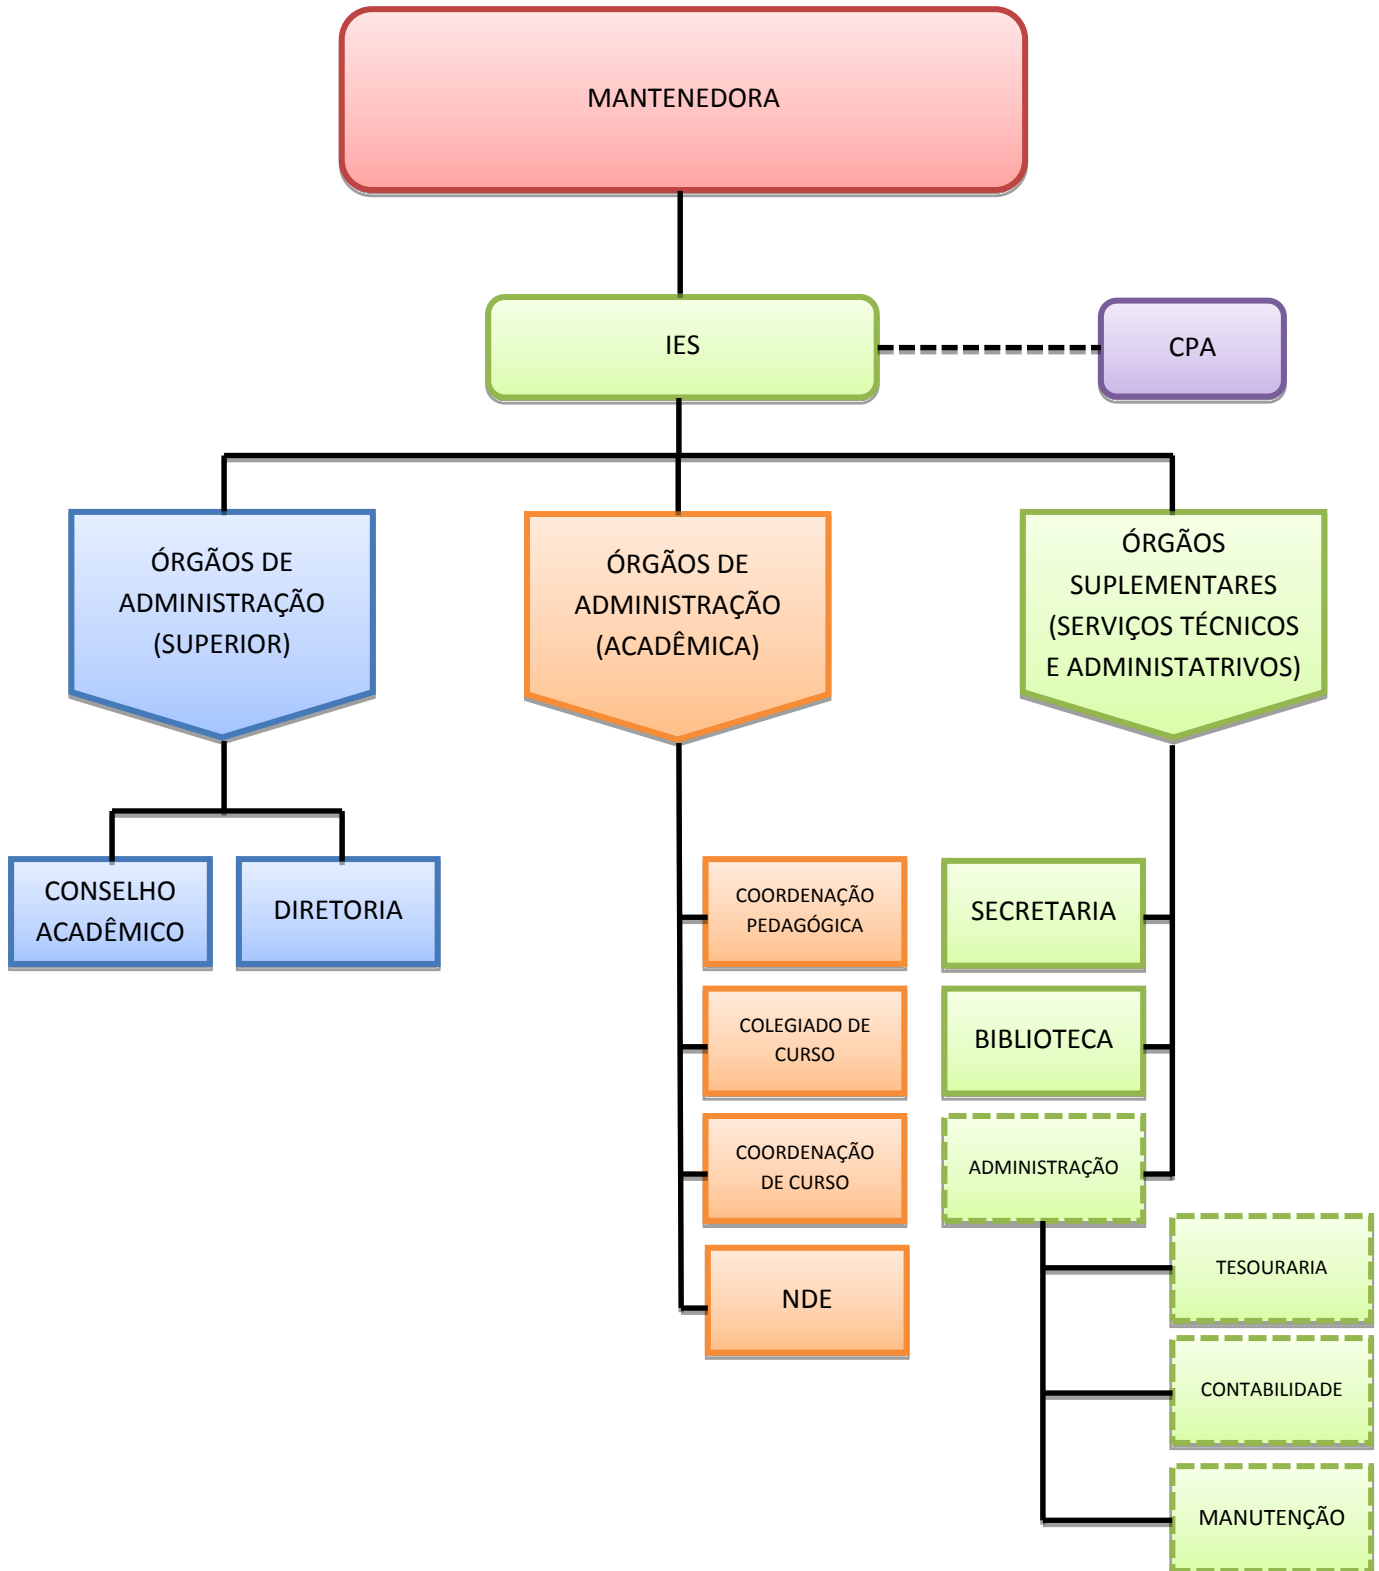 MANTENEDORA
IES
CPA
ÓRGÃOS DE
ADMINISTRAÇÃO
(SUPERIOR)
ÓRGÃOS DE
ADMINISTRAÇÃO
(ACADÊMICA)
ÓRGÃOS
SUPLEMENTARES
(SERVIÇOS TÉCNICOS
E ADMINISTATRIVOS)
CONSELHO
ACADÊMICO
DIRETORIA
COORDENAÇÃO
PEDAGÓGICA
COLEGIADO DE
CURSO
COORDENAÇÃO
DE CURSO
NDE
SECRETARIA
BIBLIOTECA
ADMINISTRAÇÃO
TESOURARIA
CONTABILIDADE
MANUTENÇÃO